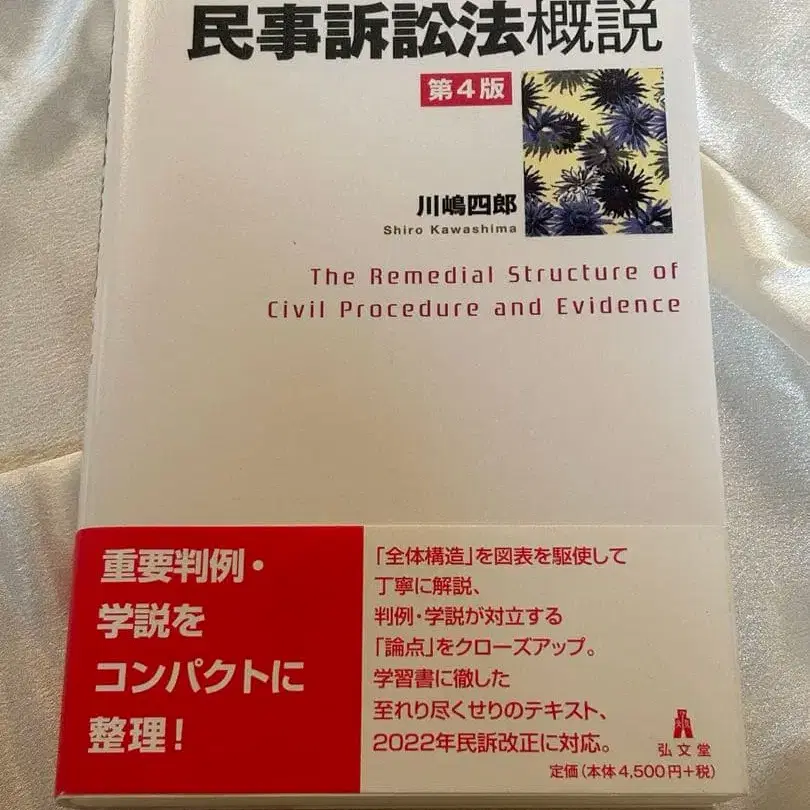 民事訴訟法概説
第4版
川嶋四郎
Shiro Kawashima
The Remedial Structure of
Civil Procedure and Evidence
重要判例・
学説を
コンパクトに
整理！
「全体構造」を図表を駆使して
丁寧に解説、
判例・学説が対立する
「論点」をクローズアップ。
学習書に徹した
至れり尽くせりのテキスト、
2022年民訴改正に対応。
弘文堂
定価（本体4,500円＋税）